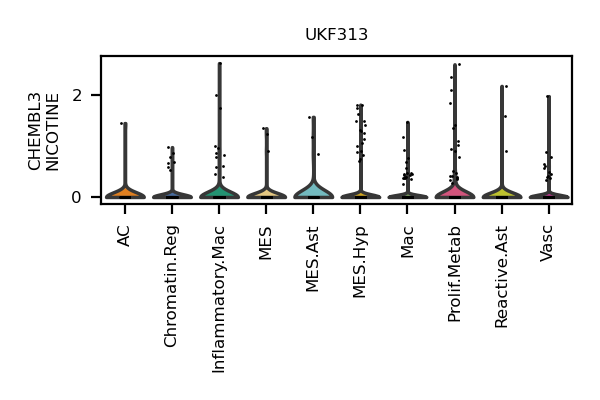 UKF313
CHEMBL3
NICOTINE
2
0
AC
Chromatin.Reg
Inflammatory.Mac
MES
MES.Ast
MES.Hyp
Mac
Prolif.Metab
Reactive.Ast
Vasc